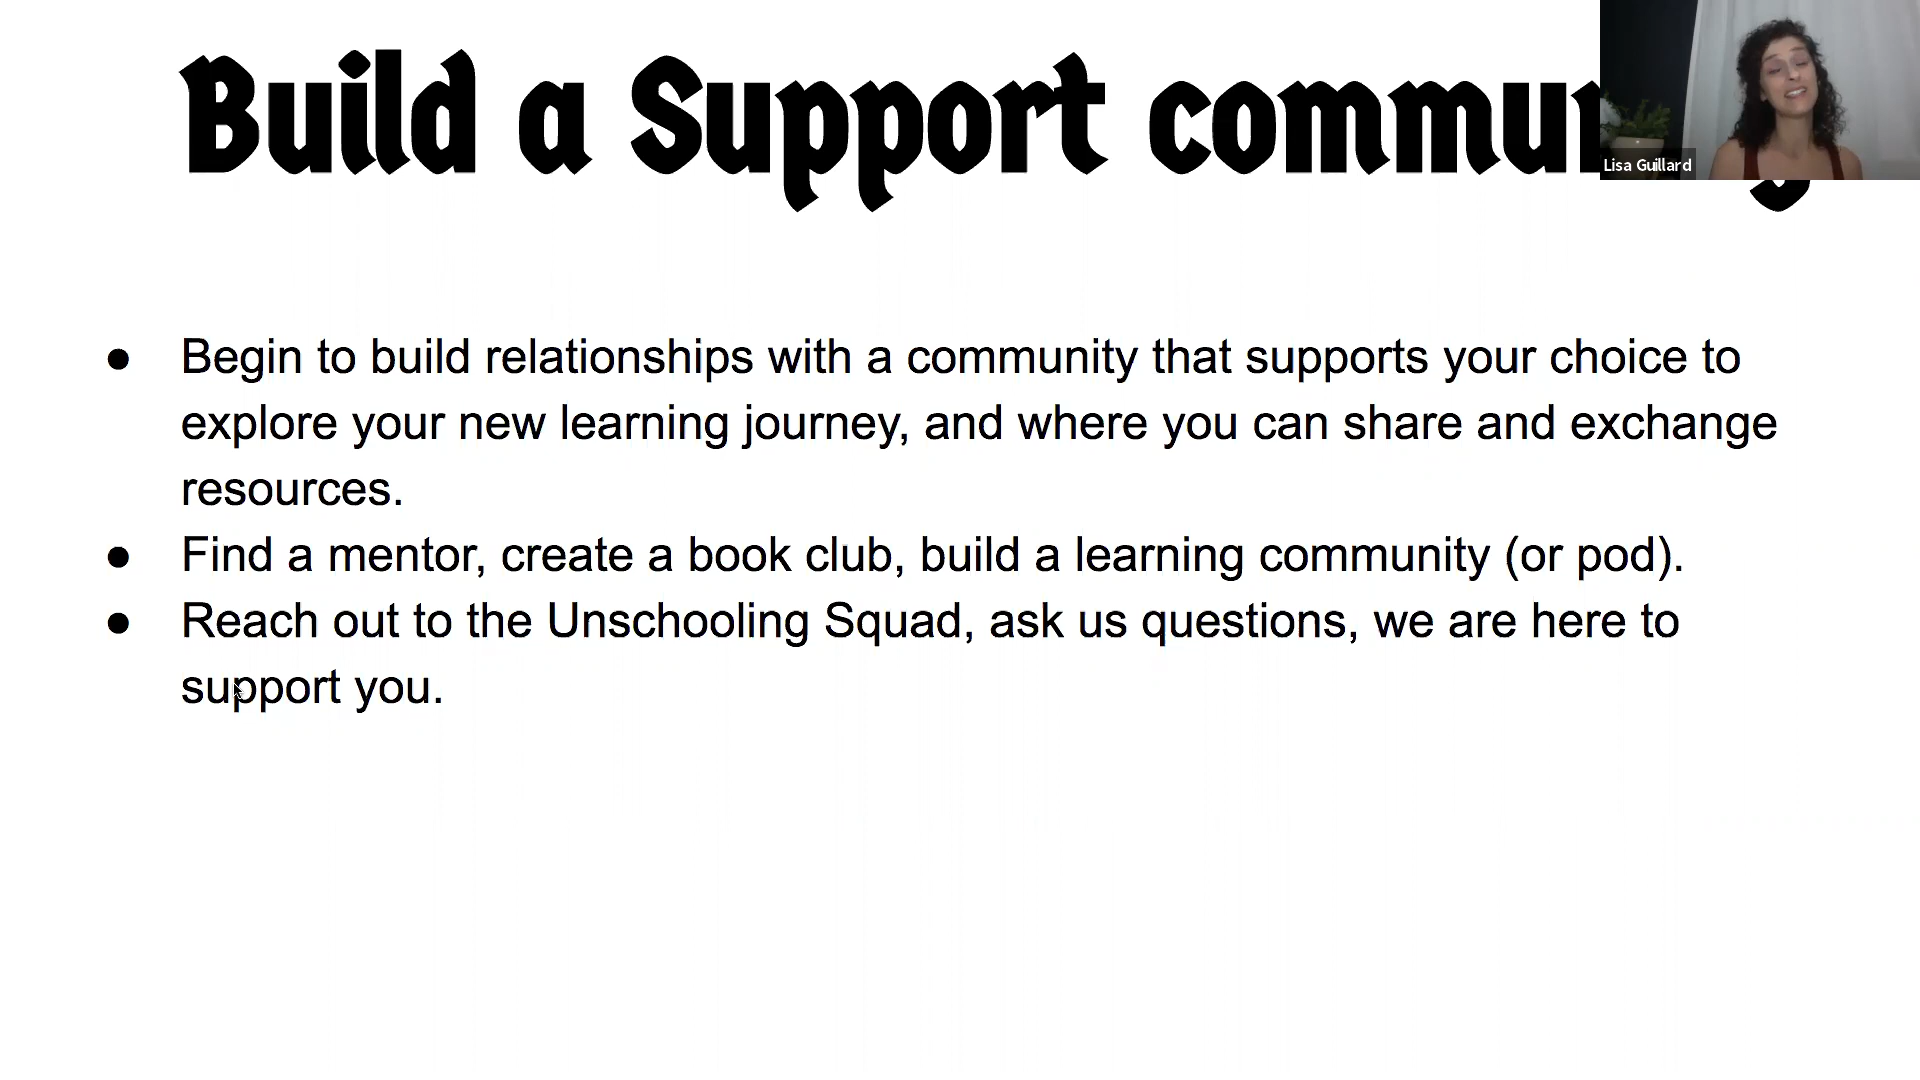 Build a Support
Lisa Guillard
● Begin to build relationships with a community that supports your choice to
explore your new learning journey, and where you can share and exchange
resources.
● Find a mentor, create a book club, build a learning community (or pod).
● Reach out to the Unschooling Squad, ask us questions, we are here to
support you.